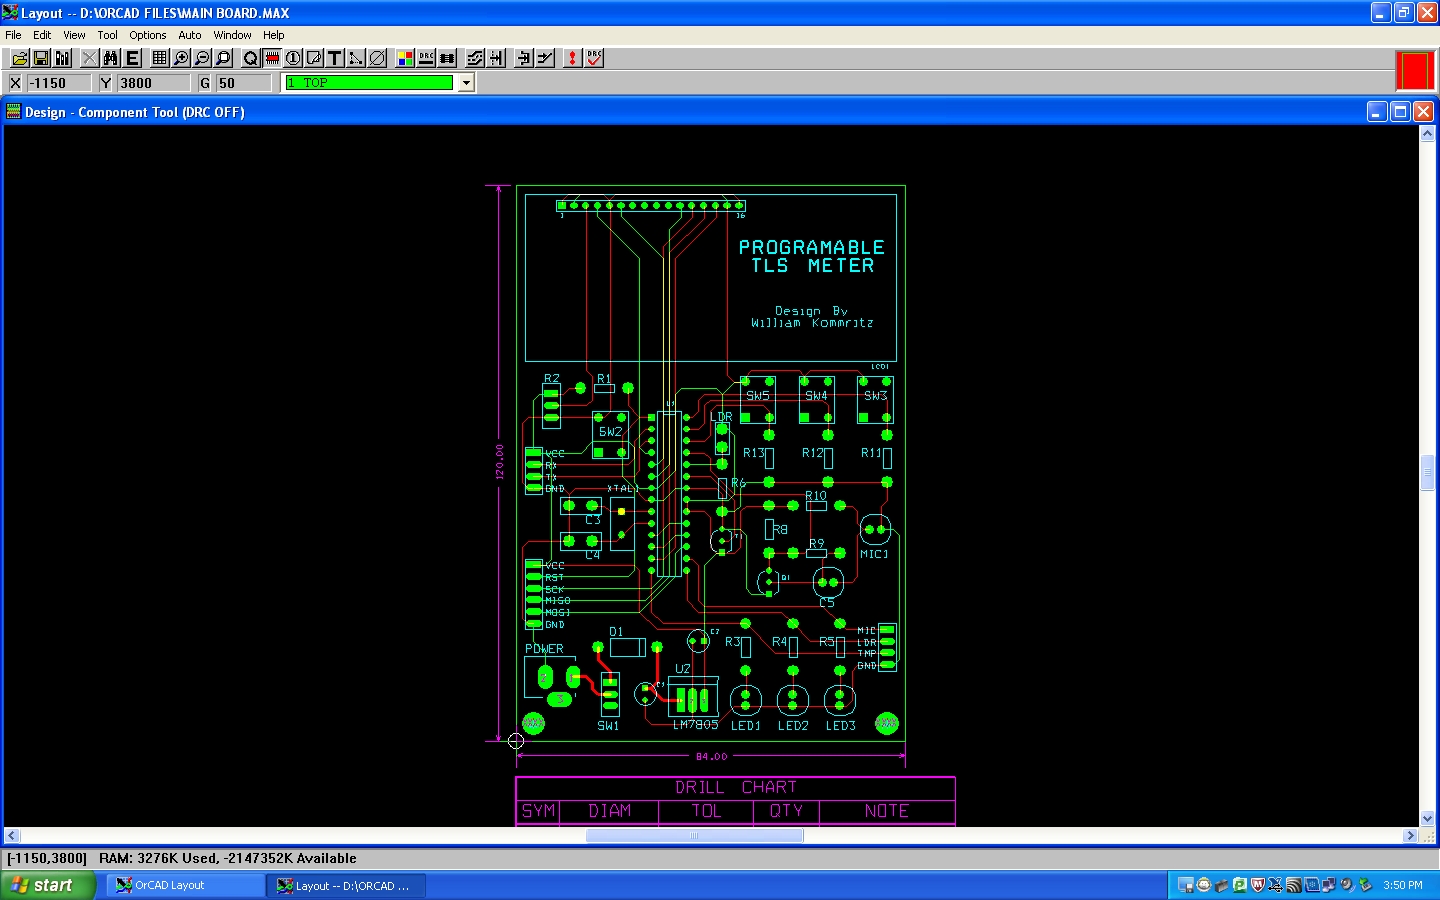 Layout -- D:\ORCAD FILES\MAIN BOARD.MAX
File Edit View Tool Options Auto Window Help
X -1150 Y 3800 G 50 1 TOP
Design - Component Tool (DRC OFF)
1 16
PROGRAMABLE
TLS METER
Design By
William Kommritz
LCD1
R2 R1
SW5 SW4 SW3
LDR
SW2
120.00
VCC
RX
TX
GND
R13 R12 R11
XTAL1
R6
R10
C3
R8
T1
R9
MIC1
C4
VCC
RST
SCK
MISO
MOSI
GND
Q1
C5
D1
C2
R3 R4 R5
MIC
LDR
TMP
GND
POWER
U2
SW1
LM7805
LED1 LED2 LED3
84.00
DRILL CHART
SYM DIAM TOL QTY NOTE
[-1150,3800] RAM: 3276K Used, -2147352K Available
start OrCAD Layout Layout -- D:\ORCAD ... 3:50 PM